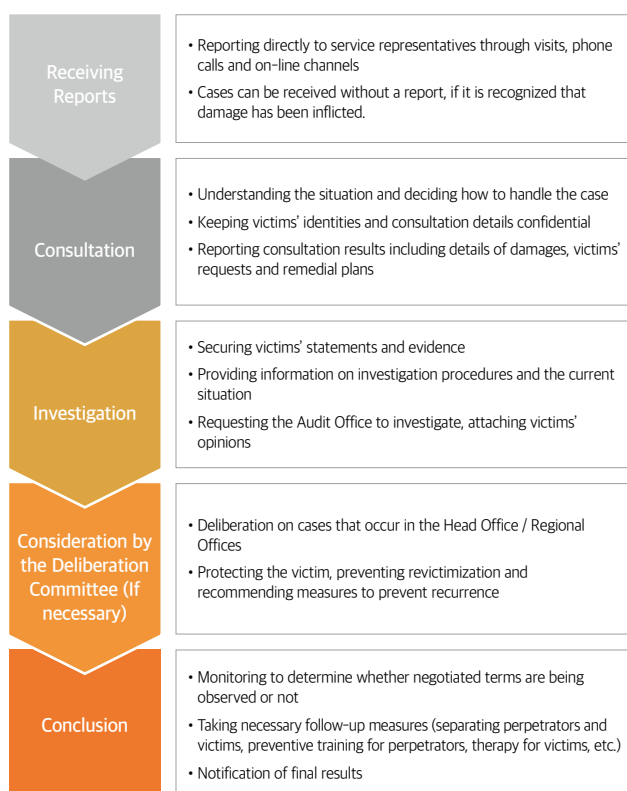 Receiving
Reports
• Reporting directly to service representatives through visits, phone
calls and on-line channels
• Cases can be received without a report, if it is recognized that
damage has been inflicted.
Consultation
• Understanding the situation and deciding how to handle the case
• Keeping victims' identities and consultation details confidential
• Reporting consultation results including details of damages, victims'
requests and remedial plans
Investigation
• Securing victims' statements and evidence
• Providing information on investigation procedures and the current
situation
• Requesting the Audit Office to investigate, attaching victims'
opinions
Consideration by
the Deliberation
Committee (If
necessary)
• Deliberation on cases that occur in the Head Office / Regional
Offices
• Protecting the victim, preventing revictimization and
recommending measures to prevent recurrence
Conclusion
• Monitoring to determine whether negotiated terms are being
observed or not
• Taking necessary follow-up measures (separating perpetrators and
victims, preventive training for perpetrators, therapy for victims, etc.)
• Notification of final results